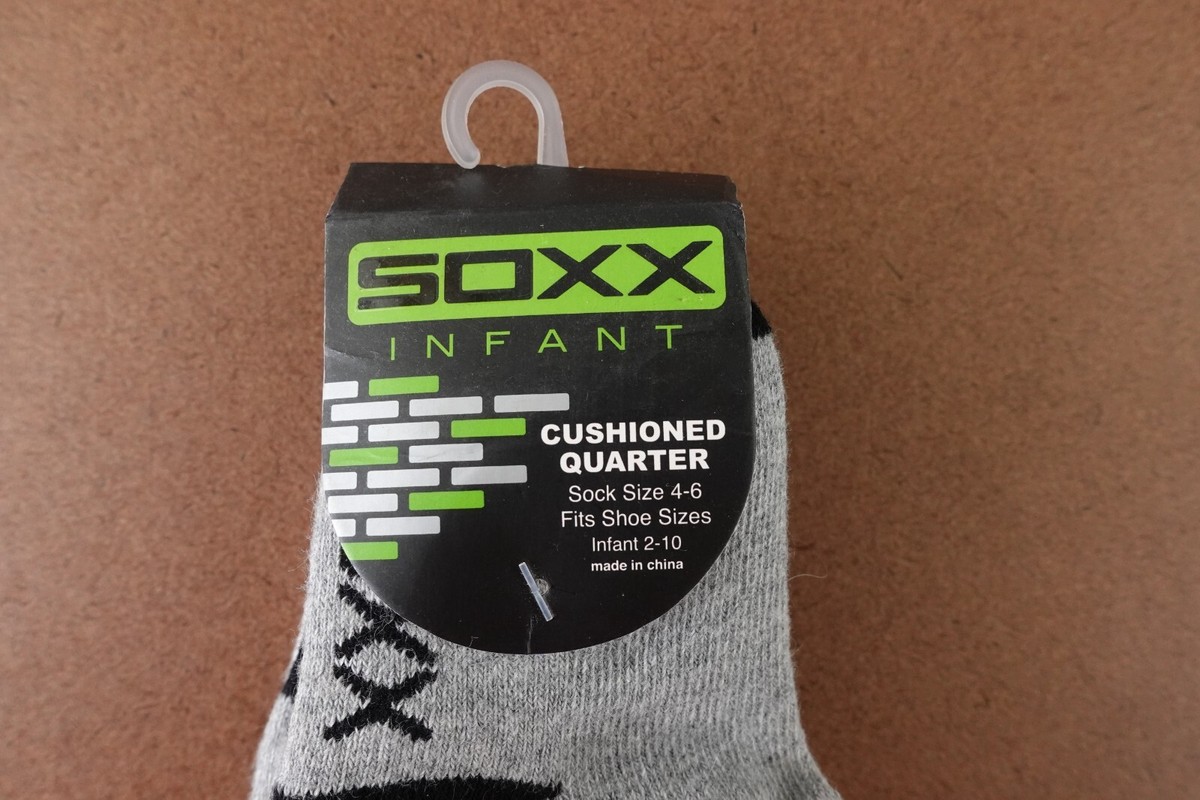 SOXX
INFANT
CUSHIONED
QUARTER
Sock Size 4-6
Fits Shoe Sizes
Infant 2-10
made in china